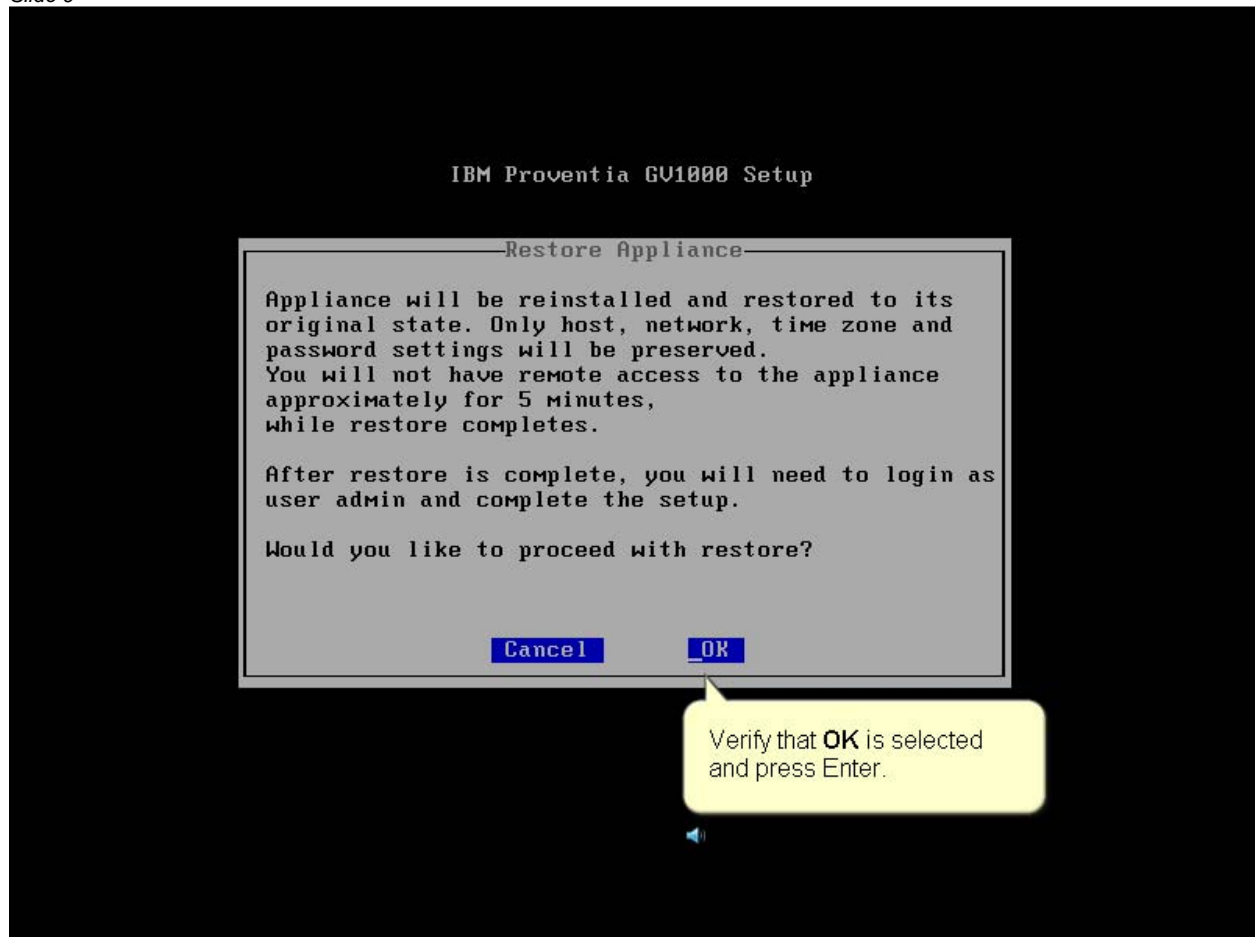 IBM Proventia GV1000 Setup
Restore Appliance
Appliance will be reinstalled and restored to its
original state. Only host, network, time zone and
password settings will be preserved.
You will not have remote access to the appliance
approximately for 5 minutes,
while restore completes.
After restore is complete, you will need to login as
user admin and complete the setup.
Would you like to proceed with restore?
Cancel _OK
Verify that OK is selected
and press Enter.